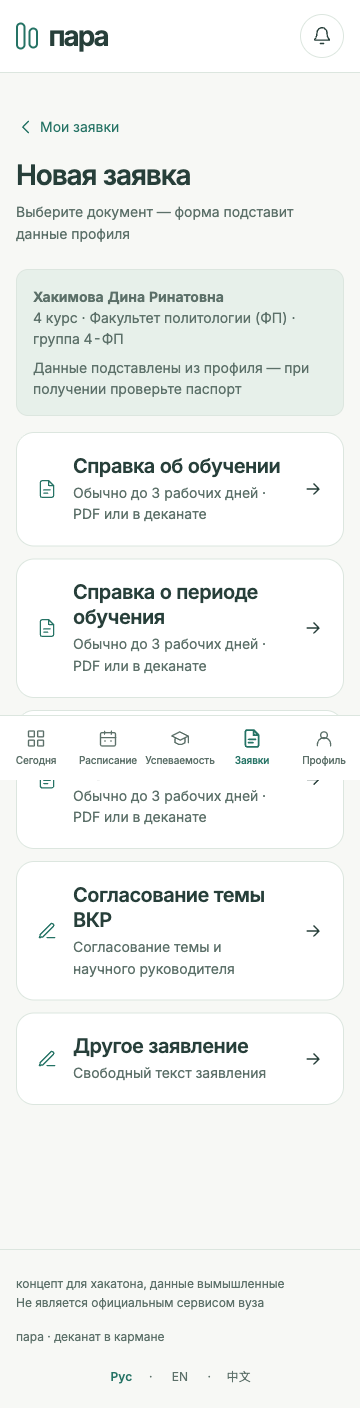 пара
Мои заявки
Новая заявка
Выберите документ — форма подставит
данные профиля
Хакимова Дина Ринатовна
4 курс · Факультет политологии (ФП) ·
группа 4-ФП
Данные подставлены из профиля — при
получении проверьте паспорт
Справка об обучении
Обычно до 3 рабочих дней ·
PDF или в деканате
Справка о периоде
обучения
Обычно до 3 рабочих дней ·
PDF или в деканате
Сегодня
Расписание
Успеваемость
Заявки
Профиль
Обычно до 3 рабочих дней ·
PDF или в деканате
Согласование темы
ВКР
Согласование темы и
научного руководителя
Другое заявление
Свободный текст заявления
концепт для хакатона, данные вымышленные
Не является официальным сервисом вуза
пара · деканат в кармане
Рус · EN · 中文